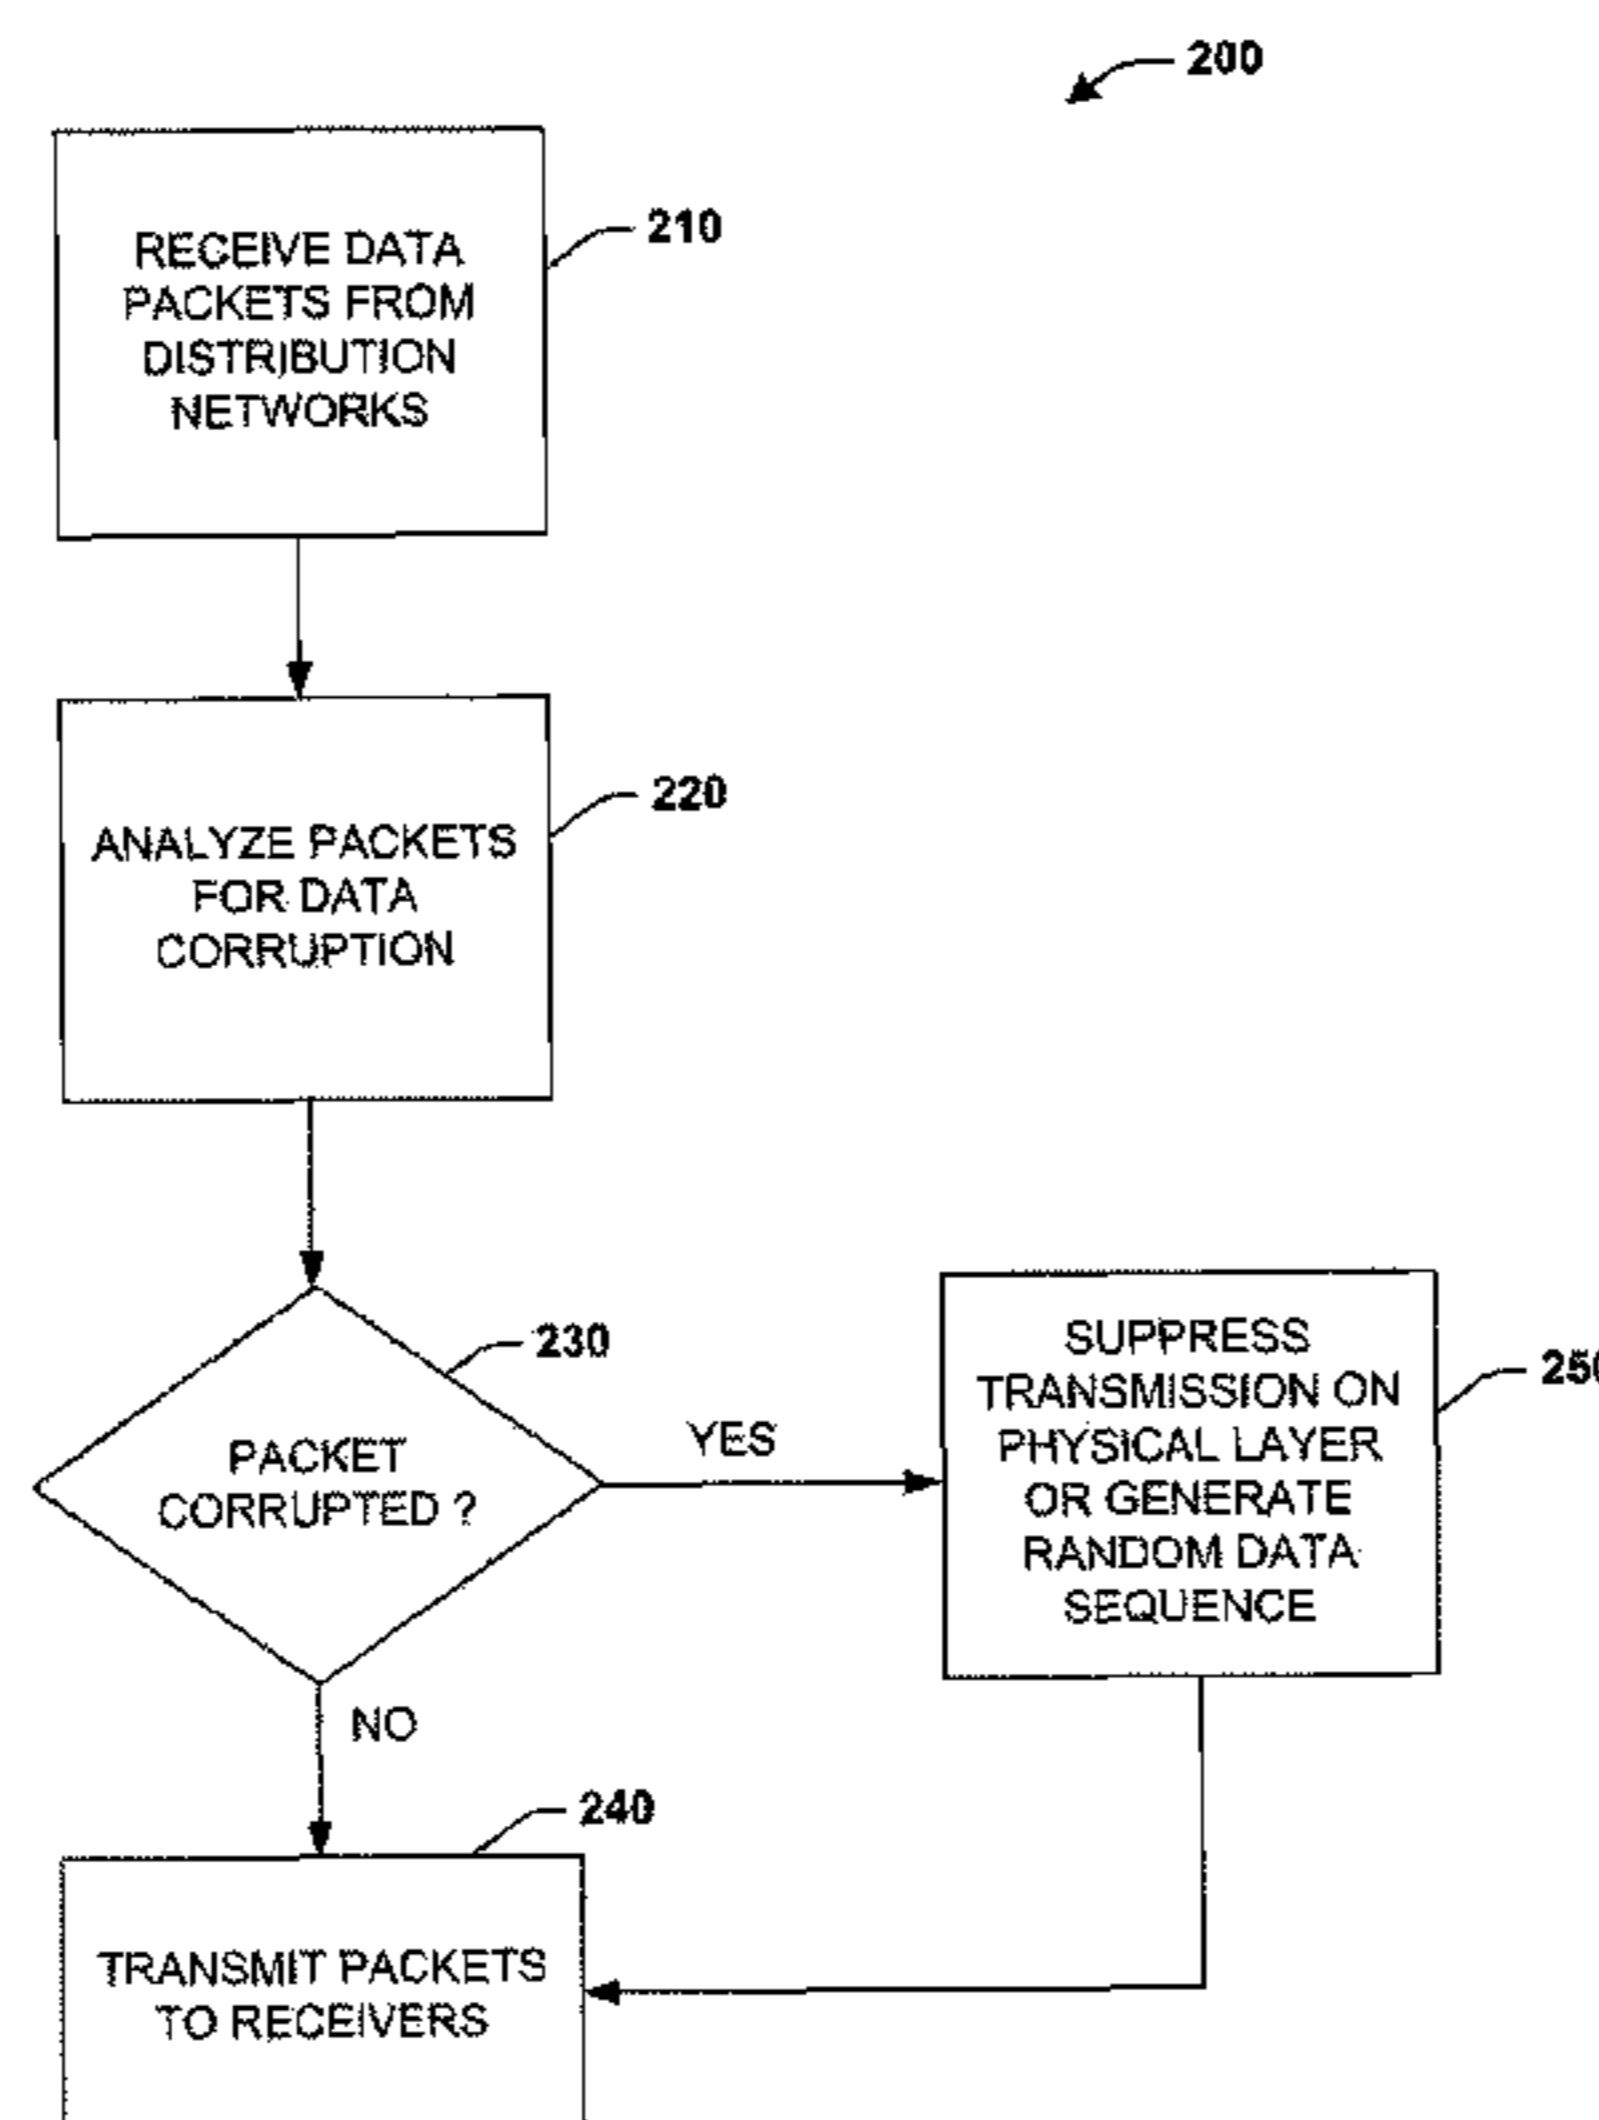 200
210
RECEIVE DATA
PACKETS FROM
DISTRIBUTION
NETWORKS
220
ANALYZE PACKETS
FOR DATA
CORRUPTION
230
PACKET
CORRUPTED ?
YES
SUPPRESS
TRANSMISSION ON
PHYSICAL LAYER
OR GENERATE
RANDOM DATA
SEQUENCE
250
NO
240
TRANSMIT PACKETS
TO RECEIVERS